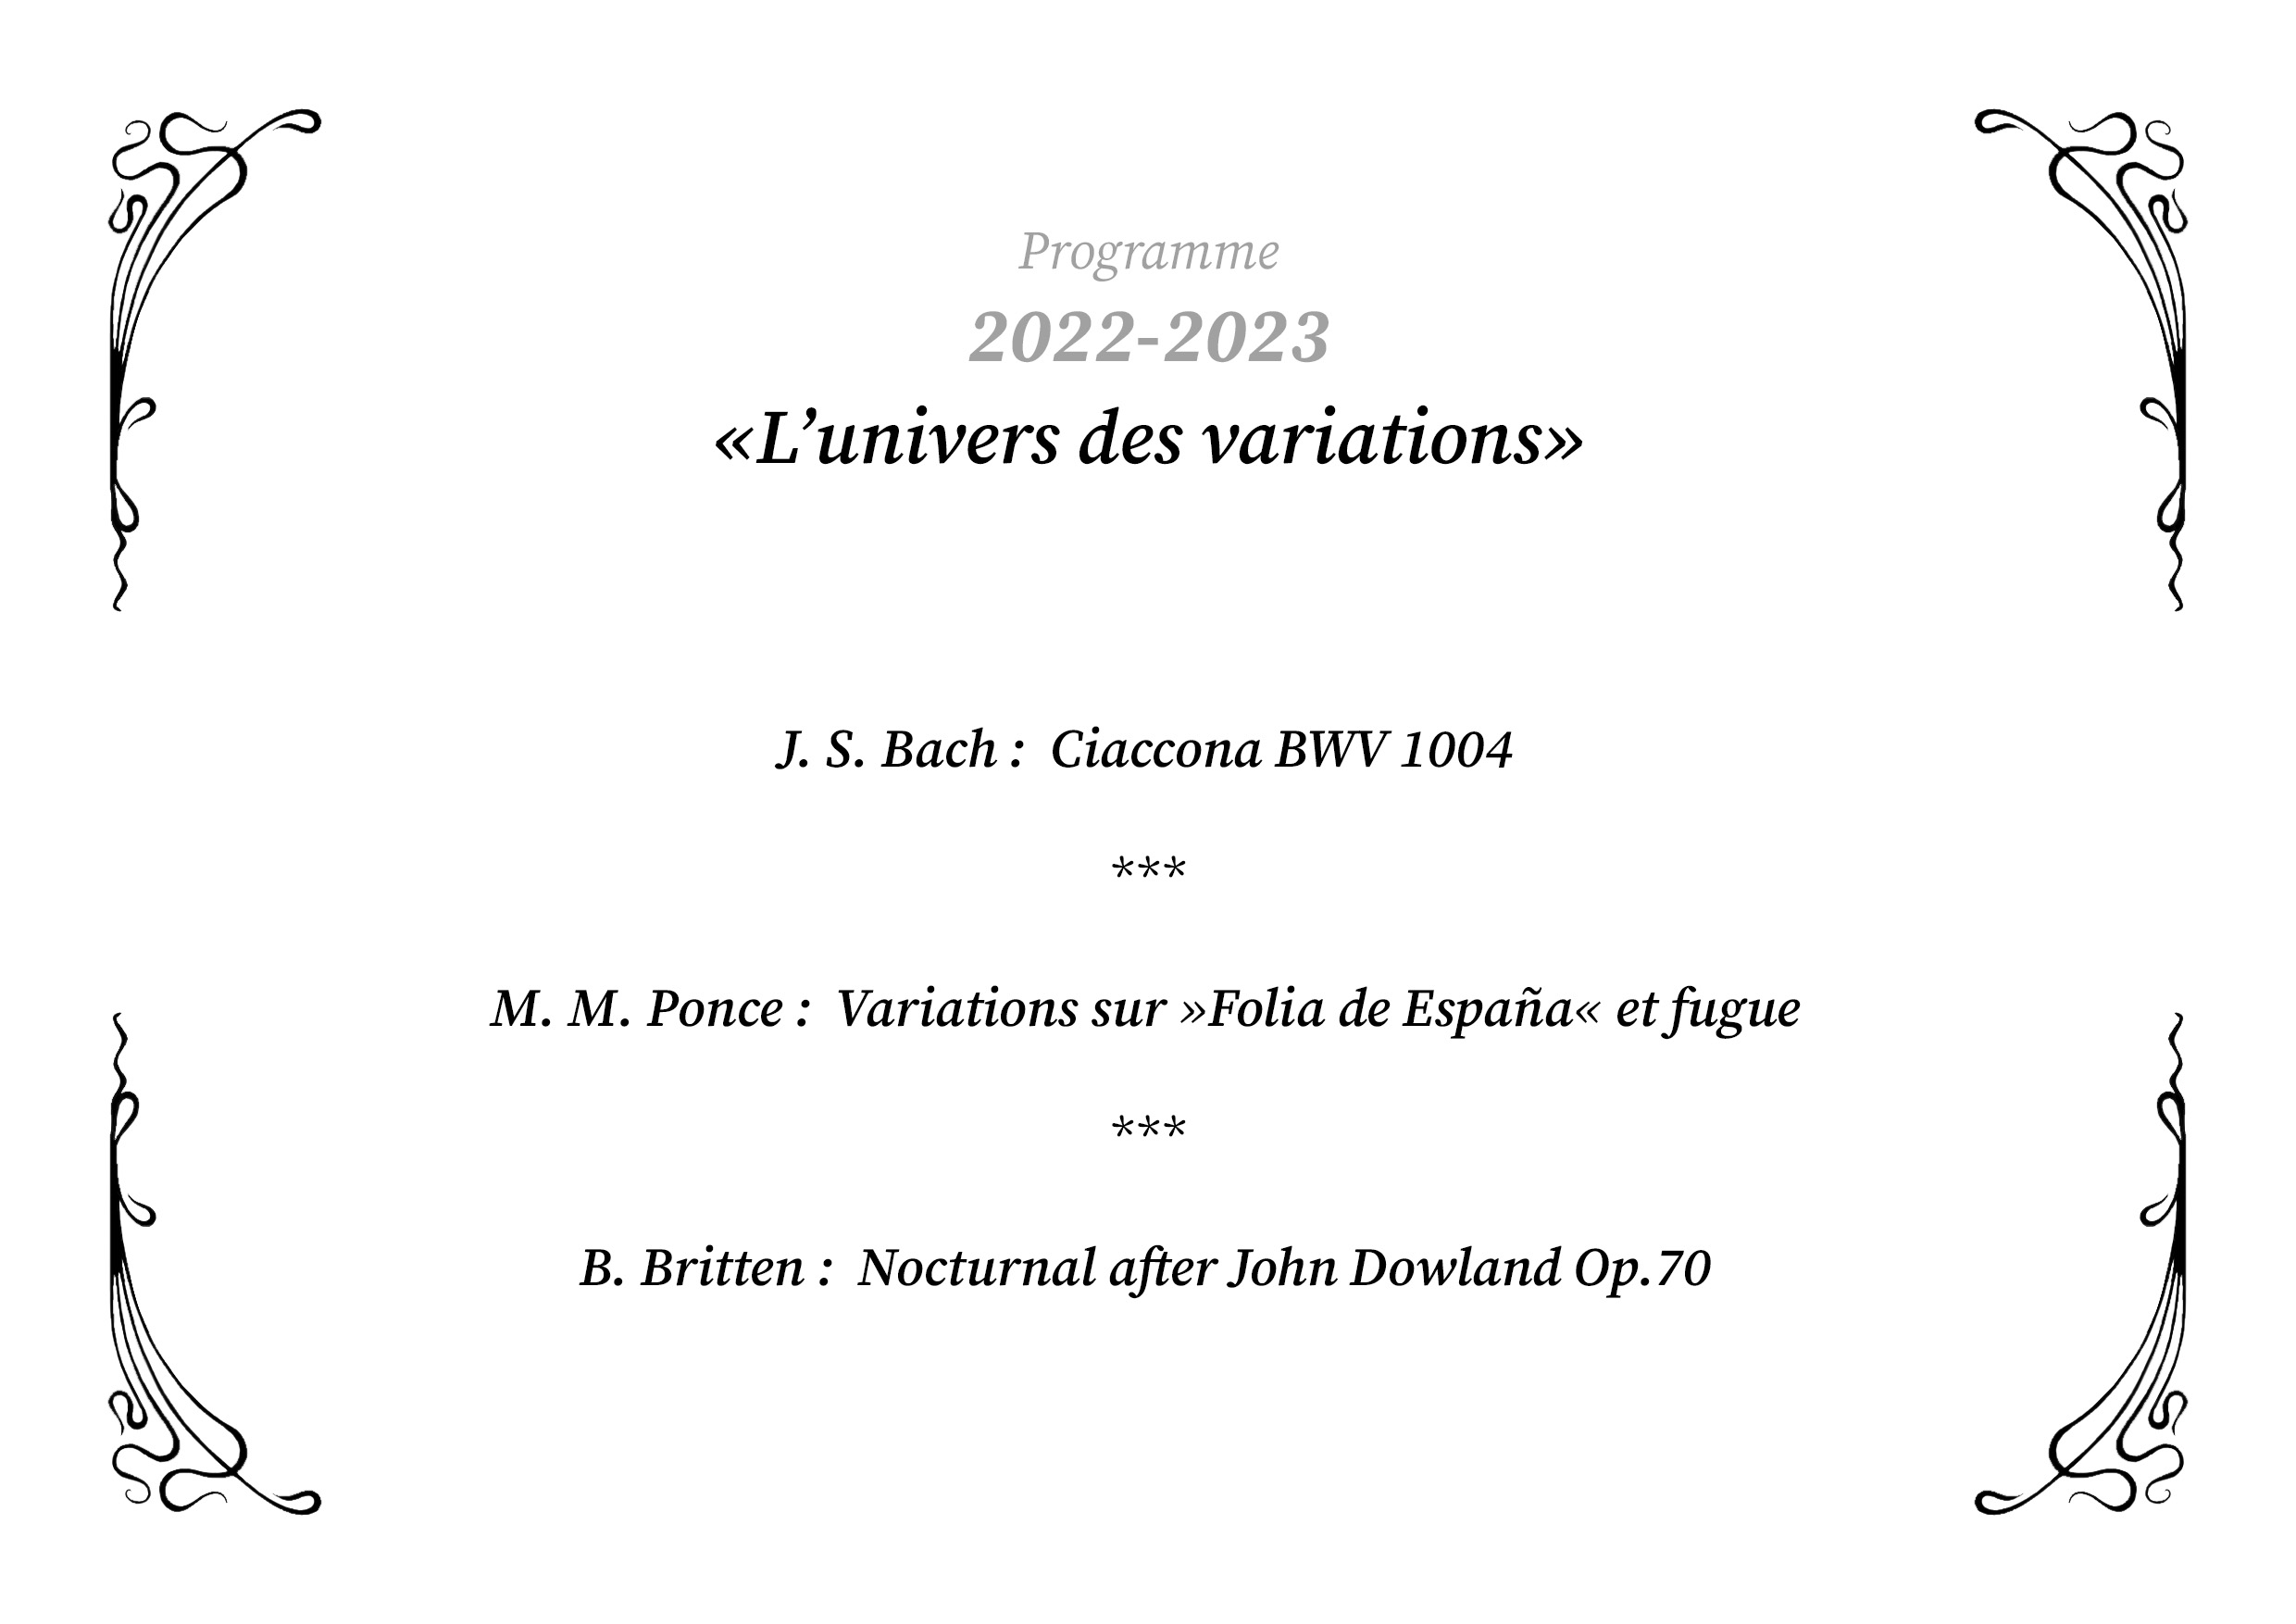 Programme
2022-2023
«L’univers des variations»
J. S. Bach : Ciaccona BWV 1004
***
M. M. Ponce : Variations sur »Folia de España« et fugue
***
B. Britten : Nocturnal after John Dowland Op.70